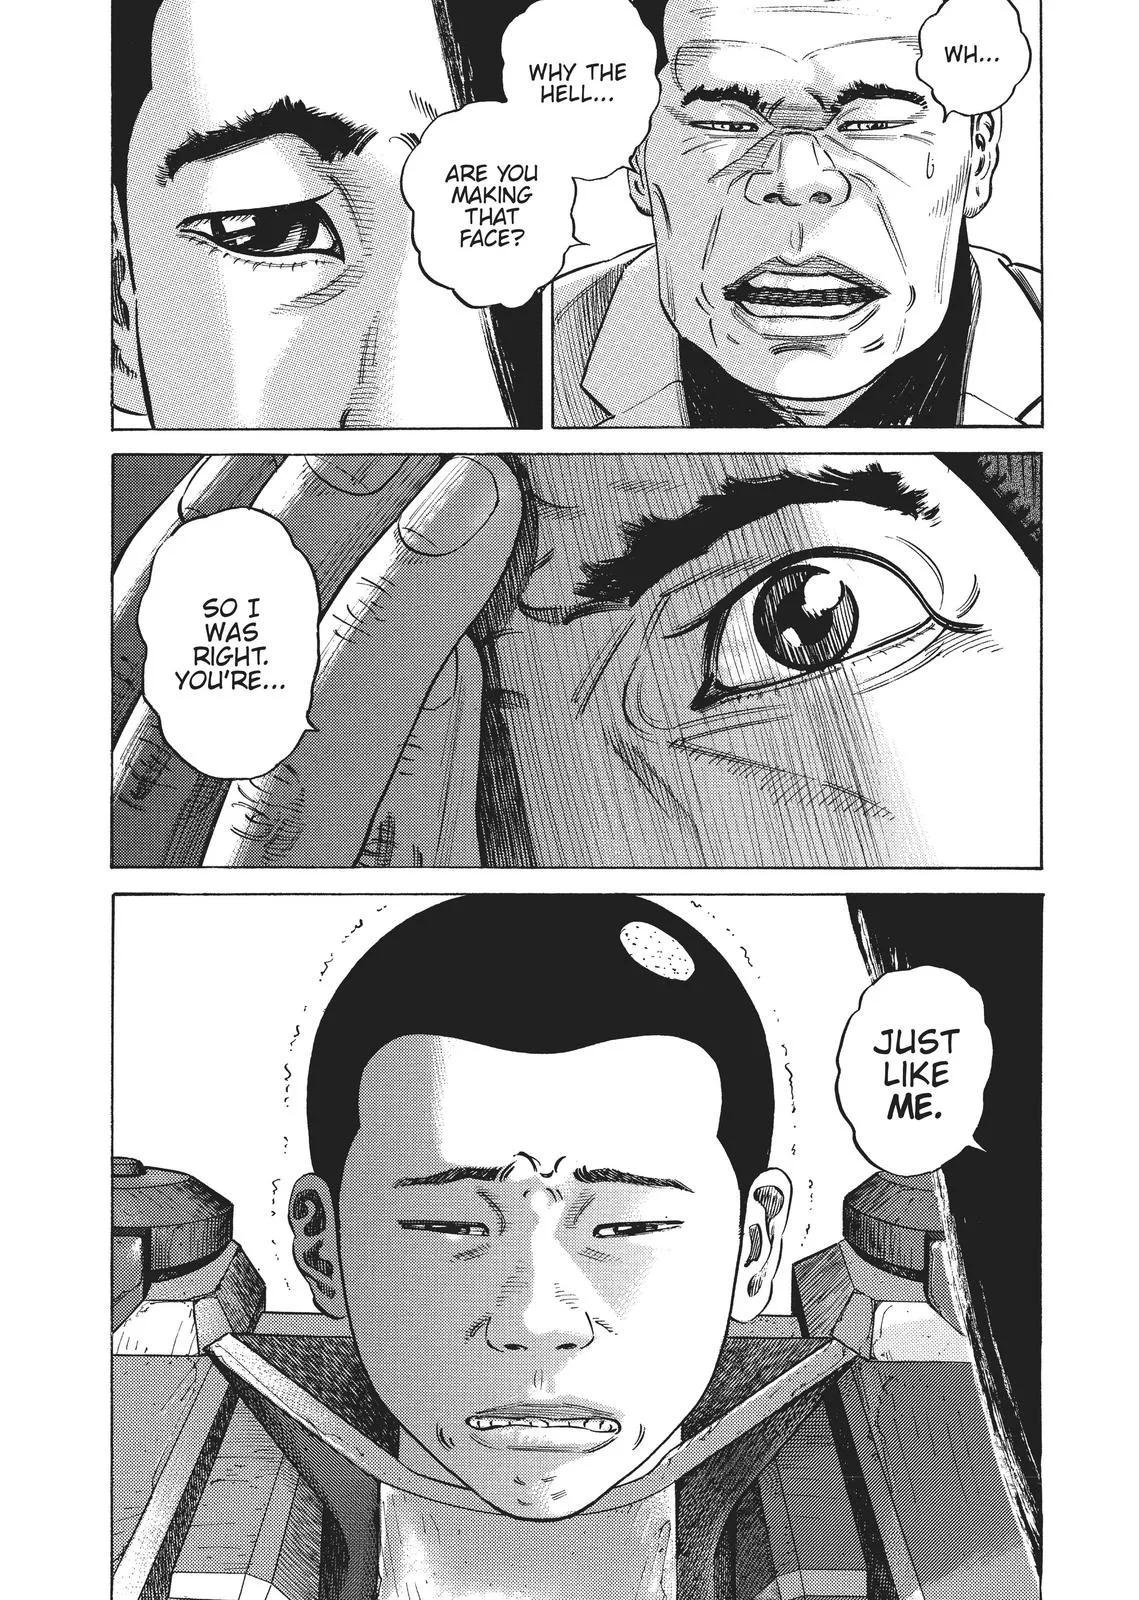 WH...
WHY THE
HELL...
ARE YOU
MAKING
THAT
FACE?
SO I
WAS
RIGHT.
YOU'RE...
JUST
LIKE
ME.